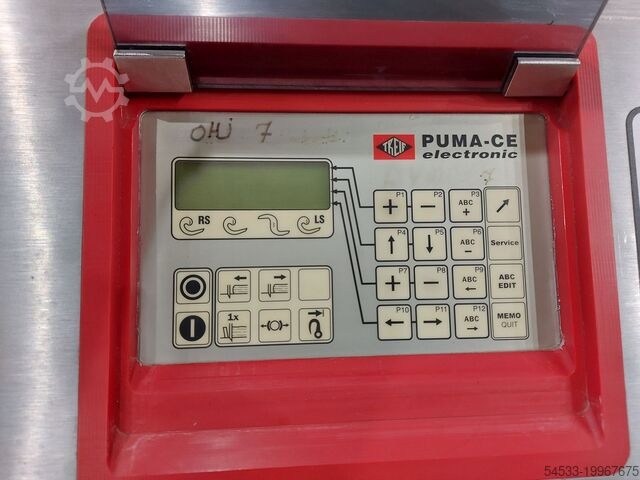 OHJ 7
TREIF
PUMA-CE
electronic
7
RS
LS
P1
+
P2
−
P3
ABC
+
P4
↑
P5
↓
P6
ABC
−
Service
P7
+
P8
−
P9
ABC
←
ABC
EDIT
P10
←
P11
→
P12
ABC
→
MEMO
QUIT
1x
54533-19967675